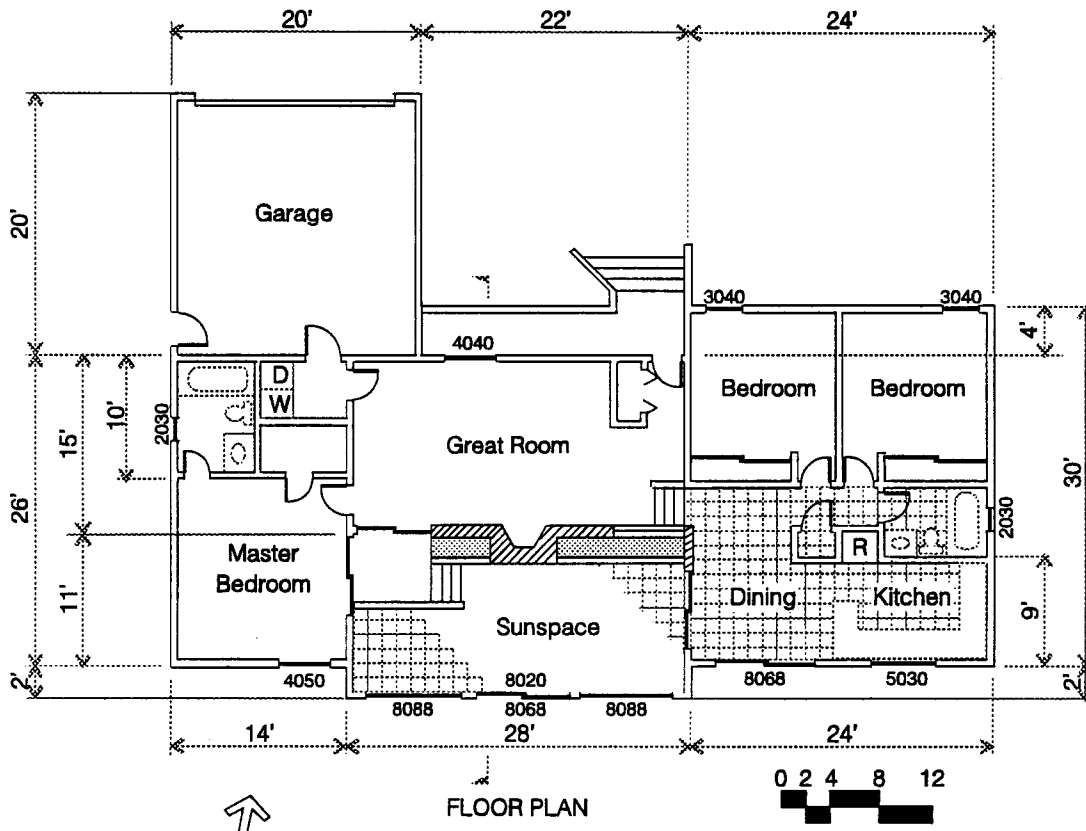 20' 22' 24'
20'
Garage
3040 3040
4'
4040
D
W
Bedroom Bedroom
10'
2030
15'
Great Room
26'
30'
2030
Master
Bedroom
R
11'
Dining Kitchen
9'
Sunspace
2'
4050
8020
8068 5030
2'
8088 8068 8088
14' 28' 24'
FLOOR PLAN
0 2 4 8 12